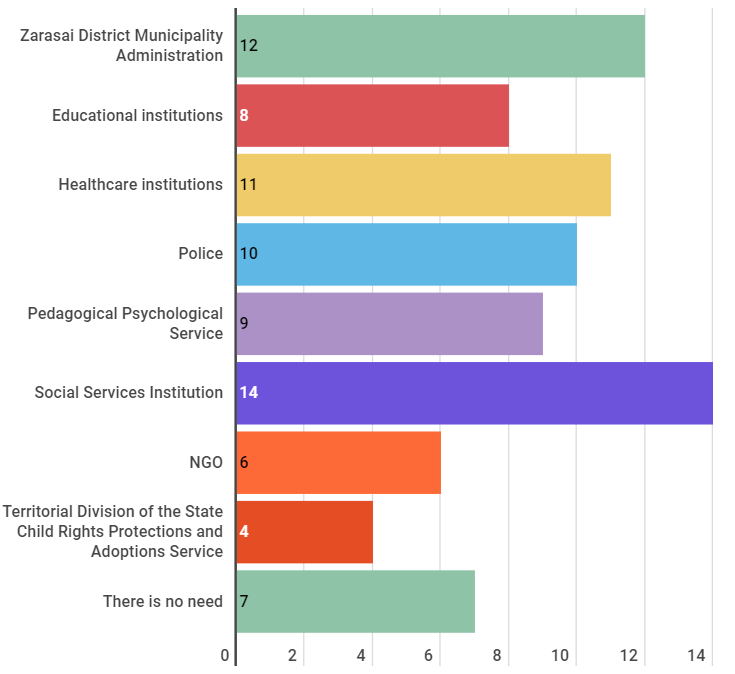 Zarasai District Municipality
Administration
12
Educational institutions
8
Healthcare institutions
11
Police
10
Pedagogical Psychological
Service
9
Social Services Institution
14
NGO
6
Territorial Division of the State
Child Rights Protections and
Adoptions Service
4
There is no need
7
0 2 4 6 8 10 12 14